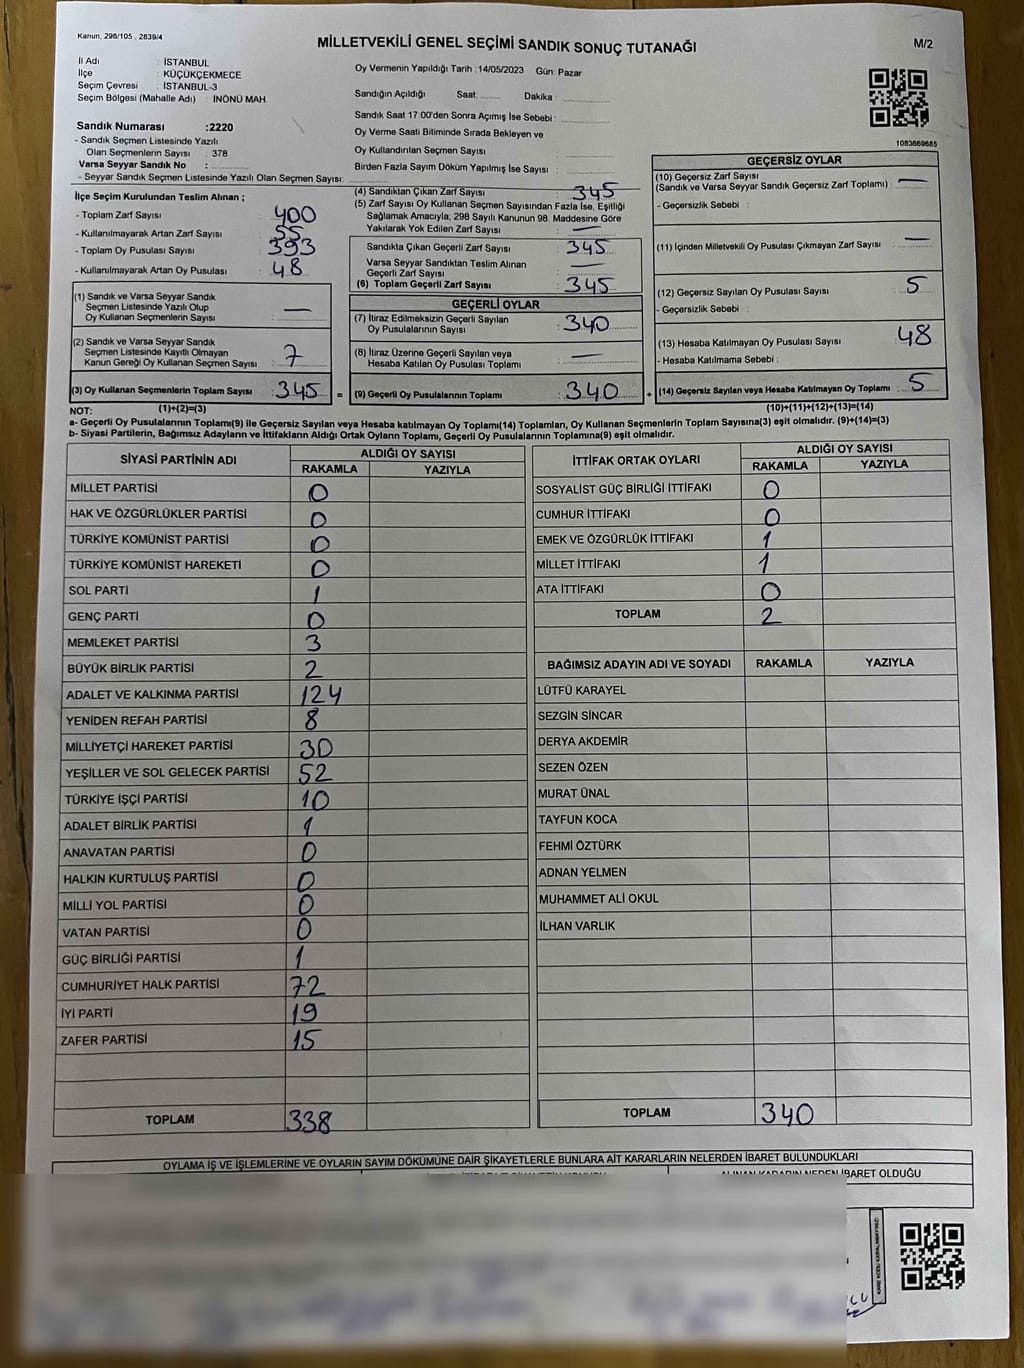 Kanun, 298/105 , 2839/4
MİLLETVEKİLİ GENEL SEÇİMİ SANDIK SONUÇ TUTANAĞI
M/2
İl Adı : İSTANBUL
İlçe : KÜÇÜKÇEKMECE
Seçim Çevresi : İSTANBUL-3
Seçim Bölgesi (Mahalle Adı) : İNÖNÜ MAH.
Sandık Numarası :2220
- Sandık Seçmen Listesinde Yazılı
Olan Seçmenlerin Sayısı : 378
Varsa Seyyar Sandık No :
- Seyyar Sandık Seçmen Listesinde Yazılı Olan Seçmen Sayısı:
Oy Vermenin Yapıldığı Tarih :14/05/2023 Gün: Pazar
Sandığın Açıldığı Saat: Dakika :
Sandık Saat 17:00'den Sonra Açımış İse Sebebi :
Oy Verme Saati Bitiminde Sırada Bekleyen ve
Oy Kullandırılan Seçmen Sayısı :
Birden Fazla Sayım Döküm Yapılmış İse Sayısı :
1083669685
İlçe Seçim Kurulundan Teslim Alınan ;
- Toplam Zarf Sayısı : 400
- Kullanılmayarak Artan Zarf Sayısı : 55
- Toplam Oy Pusulası Sayısı : 393
- Kullanılmayarak Artan Oy Pusulası : 48
(4) Sandıktan Çıkan Zarf Sayısı : 345
(5) Zarf Sayısı Oy Kullanan Seçmen Sayısından Fazla İse, Eşitliği
Sağlamak Amacıyla; 298 Sayılı Kanunun 98. Maddesine Göre
Yakılarak Yok Edilen Zarf Sayısı : —
Sandıkta Çıkan Geçerli Zarf Sayısı : 345
Varsa Seyyar Sandıktan Teslim Alınan
Geçerli Zarf Sayısı : —
(6) Toplam Geçerli Zarf Sayısı : 345
(1) Sandık ve Varsa Seyyar Sandık
Seçmen Listesinde Yazılı Olup
Oy Kullanan Seçmenlerin Sayısı : —
(2) Sandık ve Varsa Seyyar Sandık
Seçmen Listesinde Kayıtlı Olmayan
Kanun Gereği Oy Kullanan Seçmen Sayısı : 7
(3) Oy Kullanan Seçmenlerin Toplam Sayısı : 345 =
(1)+(2)=(3)
GEÇERLİ OYLAR
(7) İtiraz Edilmeksizin Geçerli Sayılan
Oy Pusulalarının Sayısı : 340
(8) İtiraz Üzerine Geçerli Sayılan veya
Hesaba Katılan Oy Pusulası Toplamı : —
(9) Geçerli Oy Pusulalarının Toplamı : 340 +
GEÇERSİZ OYLAR
(10) Geçersiz Zarf Sayısı : —
(Sandık ve Varsa Seyyar Sandık Geçersiz Zarf Toplamı)
- Geçersizlik Sebebi :
(11) İçinden Milletvekili Oy Pusulası Çıkmayan Zarf Sayısı : —
(12) Geçersiz Sayılan Oy Pusulası Sayısı : 5
- Geçersizlik Sebebi :
(13) Hesaba Katılmayan Oy Pusulası Sayısı : 48
- Hesaba Katılmama Sebebi :
(14) Geçersiz Sayılan veya Hesaba Katılmayan Oy Toplamı : 5
(10)+(11)+(12)+(13)=(14)
NOT:
a- Geçerli Oy Pusulalarının Toplamı(9) ile Geçersiz Sayılan veya Hesaba katılmayan Oy Toplamı(14) Toplamları, Oy Kullanan Seçmenlerin Toplam Sayısına(3) eşit olmalıdır. (9)+(14)=(3)
b- Siyasi Partilerin, Bağımsız Adayların ve İttifakların Aldığı Ortak Oyların Toplamı, Geçerli Oy Pusulalarının Toplamına(9) eşit olmalıdır.
SİYASİ PARTİNİN ADI ALDIĞI OY SAYISI
RAKAMLA YAZIYLA
MİLLET PARTİSİ 0
HAK VE ÖZGÜRLÜKLER PARTİSİ 0
TÜRKİYE KOMÜNİST PARTİSİ 0
TÜRKİYE KOMÜNİST HAREKETİ 0
SOL PARTİ 1
GENÇ PARTİ 0
MEMLEKET PARTİSİ 3
BÜYÜK BİRLİK PARTİSİ 2
ADALET VE KALKINMA PARTİSİ 124
YENİDEN REFAH PARTİSİ 8
MİLLİYETÇİ HAREKET PARTİSİ 30
YEŞİLLER VE SOL GELECEK PARTİSİ 52
TÜRKİYE İŞÇİ PARTİSİ 10
ADALET BİRLİK PARTİSİ 1
ANAVATAN PARTİSİ 0
HALKIN KURTULUŞ PARTİSİ 0
MİLLİ YOL PARTİSİ 0
VATAN PARTİSİ 0
GÜÇ BİRLİĞİ PARTİSİ 1
CUMHURİYET HALK PARTİSİ 72
İYİ PARTİ 19
ZAFER PARTİSİ 15
TOPLAM 338
İTTİFAK ORTAK OYLARI ALDIĞI OY SAYISI
RAKAMLA YAZIYLA
SOSYALİST GÜÇ BİRLİĞİ İTTİFAKI 0
CUMHUR İTTİFAKI 0
EMEK VE ÖZGÜRLÜK İTTİFAKI 1
MİLLET İTTİFAKI 1
ATA İTTİFAKI 0
TOPLAM 2
BAĞIMSIZ ADAYIN ADI VE SOYADI RAKAMLA YAZIYLA
LÜTFÜ KARAYEL
SEZGİN SİNCAR
DERYA AKDEMİR
SEZEN ÖZEN
MURAT ÜNAL
TAYFUN KOCA
FEHMİ ÖZTÜRK
ADNAN YELMEN
MUHAMMET ALİ OKUL
İLHAN VARLIK
TOPLAM 340
OYLAMA İŞ VE İŞLEMLERİNE VE OYLARIN SAYIM DÖKÜMÜNE DAİR ŞİKAYETLERLE BUNLARA AİT KARARLARIN NELERDEN İBARET BULUNDUKLARI
ALINAN KARARIN NEDEN İBARET OLDUĞU